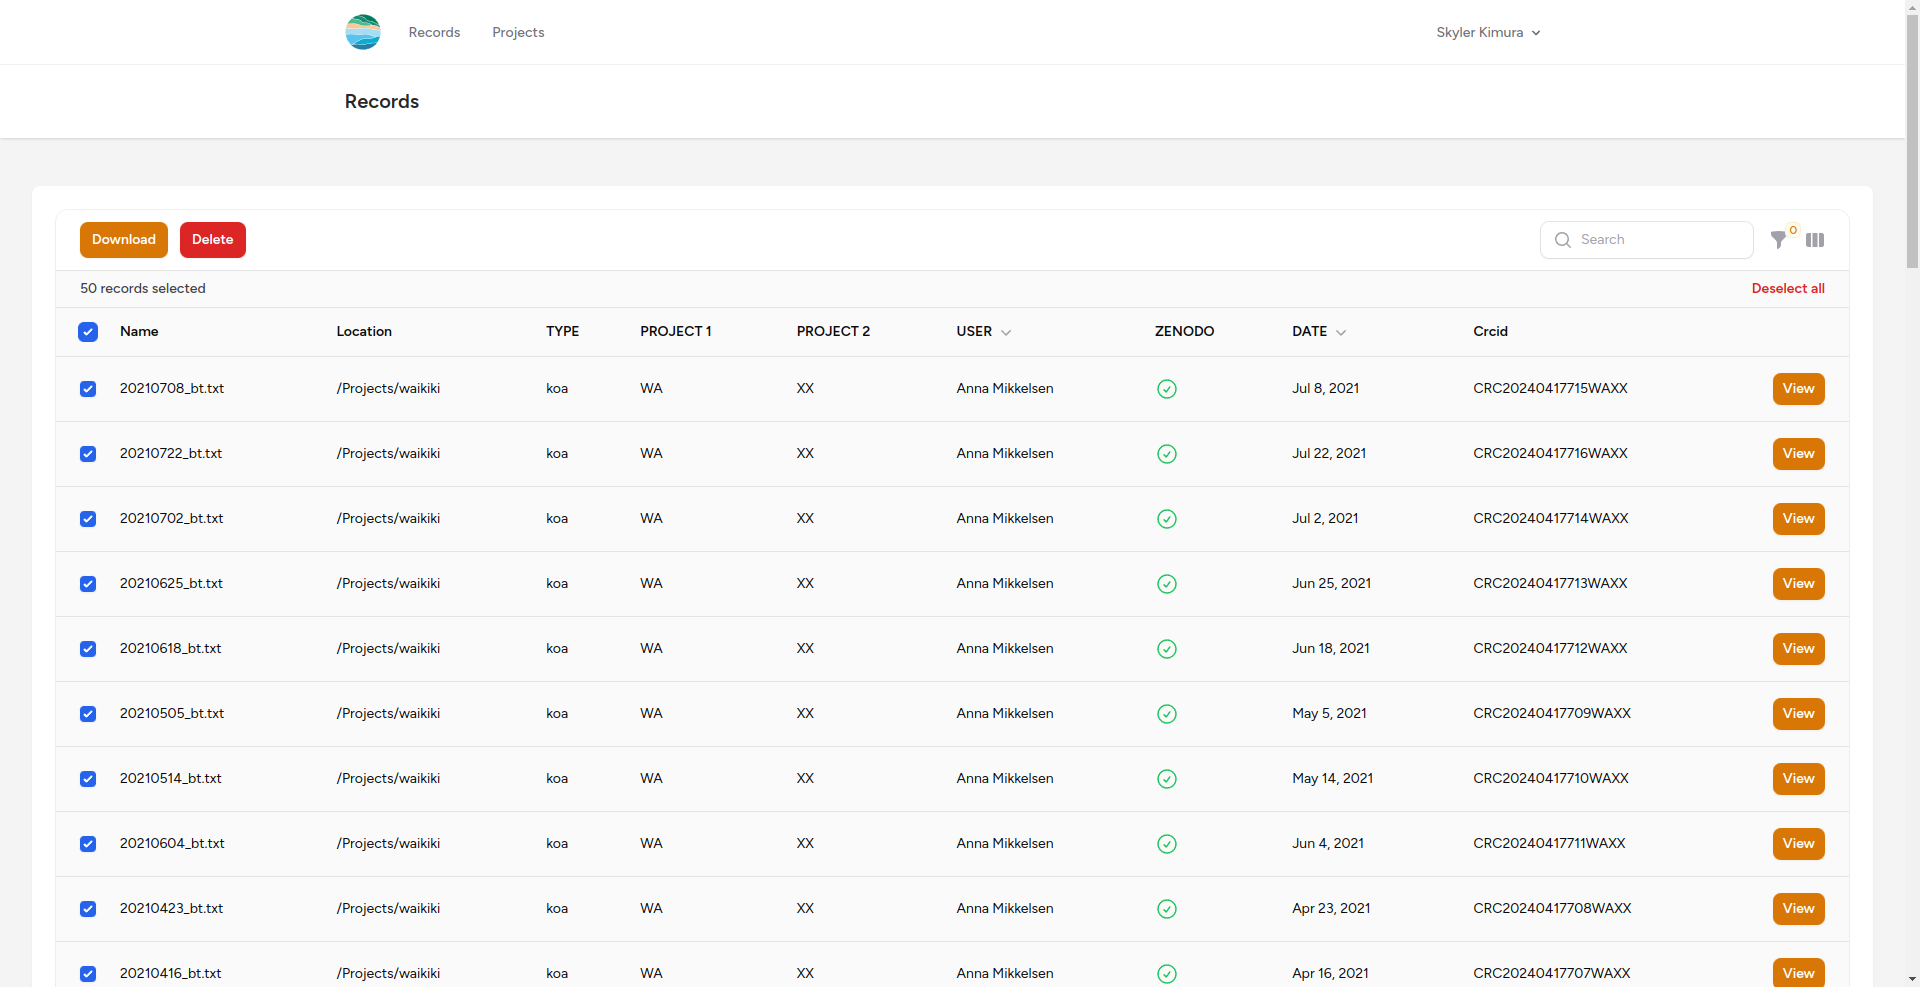 Records Projects Skyler Kimura
Records
Download Delete Search 0
50 records selected Deselect all
Name Location TYPE PROJECT 1 PROJECT 2 USER ZENODO DATE Crcid
20210708_bt.txt /Projects/waikiki koa WA XX Anna Mikkelsen Jul 8, 2021 CRC20240417715WAXX View
20210722_bt.txt /Projects/waikiki koa WA XX Anna Mikkelsen Jul 22, 2021 CRC20240417716WAXX View
20210702_bt.txt /Projects/waikiki koa WA XX Anna Mikkelsen Jul 2, 2021 CRC20240417714WAXX View
20210625_bt.txt /Projects/waikiki koa WA XX Anna Mikkelsen Jun 25, 2021 CRC20240417713WAXX View
20210618_bt.txt /Projects/waikiki koa WA XX Anna Mikkelsen Jun 18, 2021 CRC20240417712WAXX View
20210505_bt.txt /Projects/waikiki koa WA XX Anna Mikkelsen May 5, 2021 CRC20240417709WAXX View
20210514_bt.txt /Projects/waikiki koa WA XX Anna Mikkelsen May 14, 2021 CRC20240417710WAXX View
20210604_bt.txt /Projects/waikiki koa WA XX Anna Mikkelsen Jun 4, 2021 CRC20240417711WAXX View
20210423_bt.txt /Projects/waikiki koa WA XX Anna Mikkelsen Apr 23, 2021 CRC20240417708WAXX View
20210416_bt.txt /Projects/waikiki koa WA XX Anna Mikkelsen Apr 16, 2021 CRC20240417707WAXX View